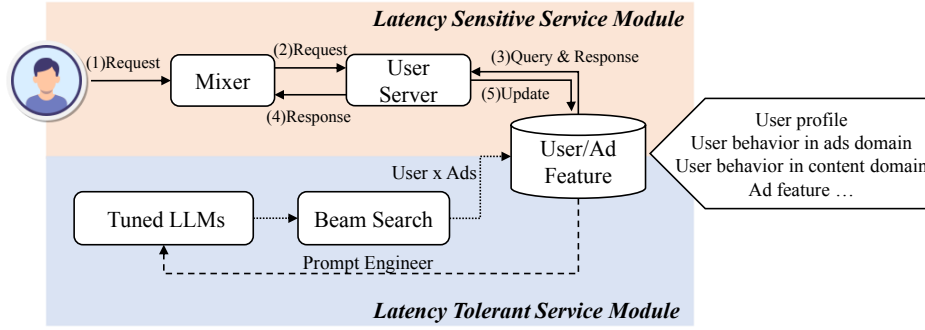 Latency Sensitive Service Module
(1)Request
Mixer
(2)Request
(4)Response
User
Server
(3)Query & Response
(5)Update
User/Ad
Feature
User profile
User behavior in ads domain
User behavior in content domain
Ad feature …
User x Ads
Tuned LLMs
Beam Search
Prompt Engineer
Latency Tolerant Service Module